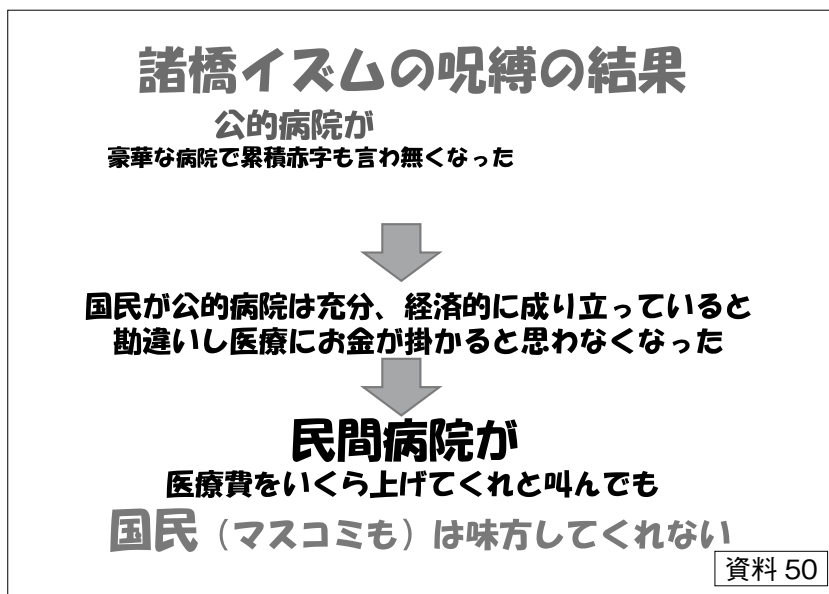 諸橋イズムの呪縛の結果
公的病院が
豪華な病院で累積赤字も言わ無くなった
国民が公的病院は充分、経済的に成り立っていると
勘違いし医療にお金が掛かると思わなくなった
民間病院が
医療費をいくら上げてくれと叫んでも
国民（マスコミも）は味方してくれない
資料 50